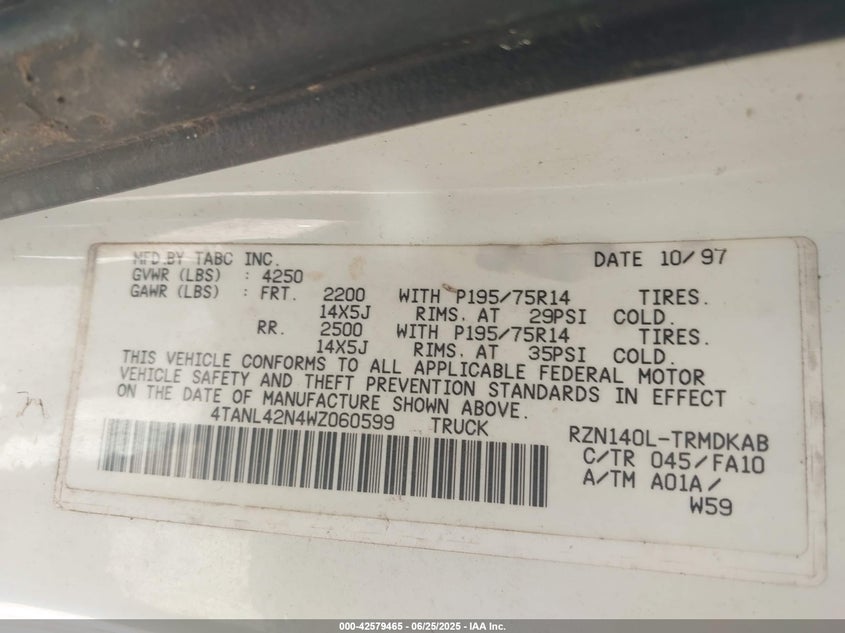 MFD.BY TABC INC. DATE 10/97
GVWR (LBS) : 4250
GAWR (LBS) : FRT. 2200 WITH P195/75R14 TIRES.
14X5J RIMS. AT 29PSI COLD.
RR. 2500 WITH P195/75R14 TIRES.
14X5J RIMS. AT 35PSI COLD.
THIS VEHICLE CONFORMS TO ALL APPLICABLE FEDERAL MOTOR
VEHICLE SAFETY AND THEFT PREVENTION STANDARDS IN EFFECT
ON THE DATE OF MANUFACTURE SHOWN ABOVE.
4TANL42N4WZ060599 TRUCK
RZN140L-TRMDKAB
C/TR 045/FA10
A/TM A01A/
W59
000-42579465 - 06/25/2025 - IAA Inc.